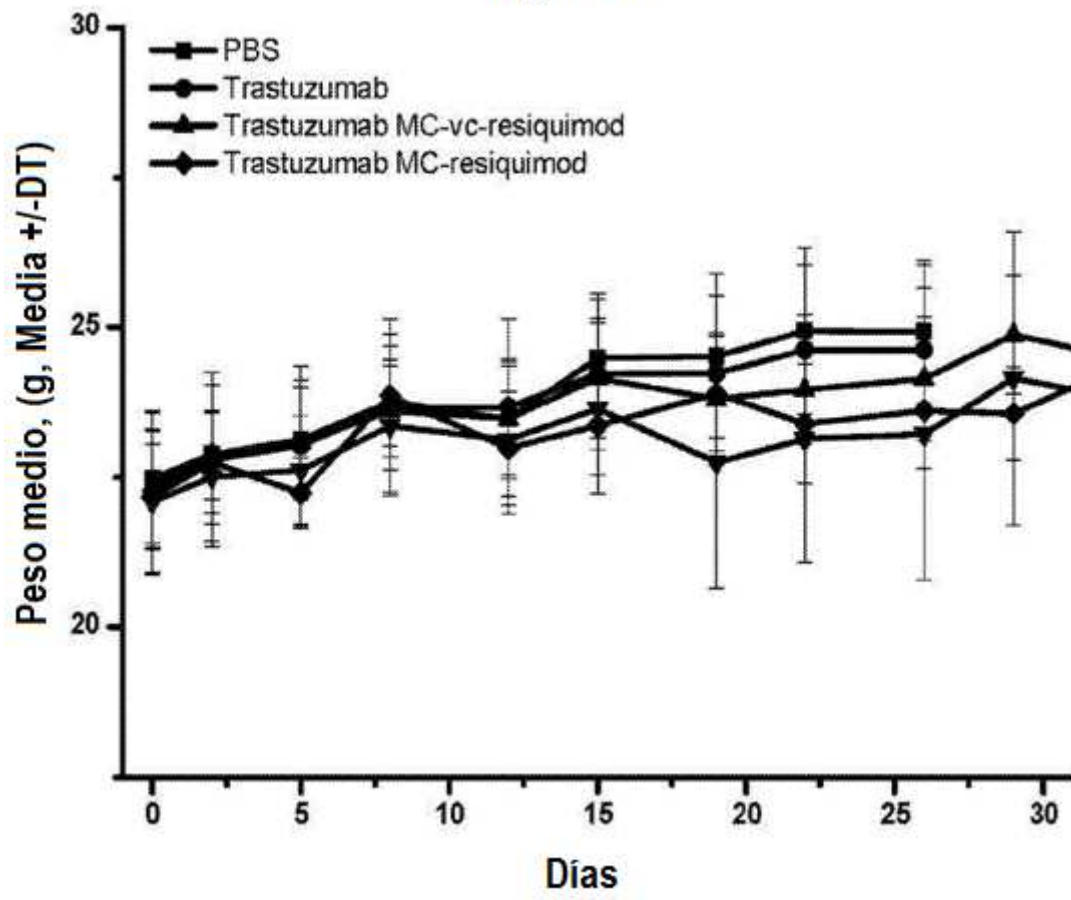 30
PBS
Trastuzumab
Trastuzumab MC-vc-resiquimod
Trastuzumab MC-resiquimod
Peso medio, (g, Media +/-DT)
25
20
0 5 10 15 20 25 30
Días